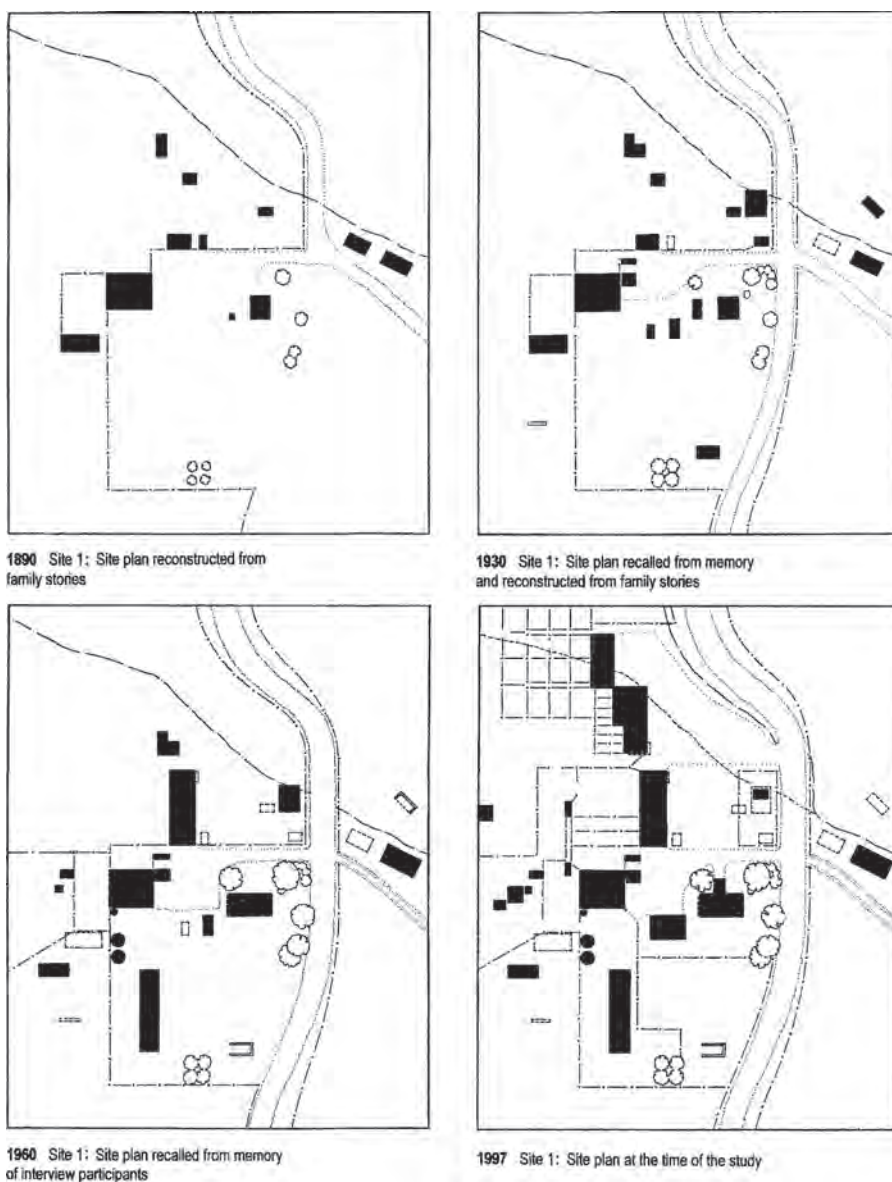 1890 Site 1: Site plan reconstructed from
family stories
1930 Site 1: Site plan recalled from memory
and reconstructed from family stories
1960 Site 1: Site plan recalled from memory
of interview participants
1997 Site 1: Site plan at the time of the study